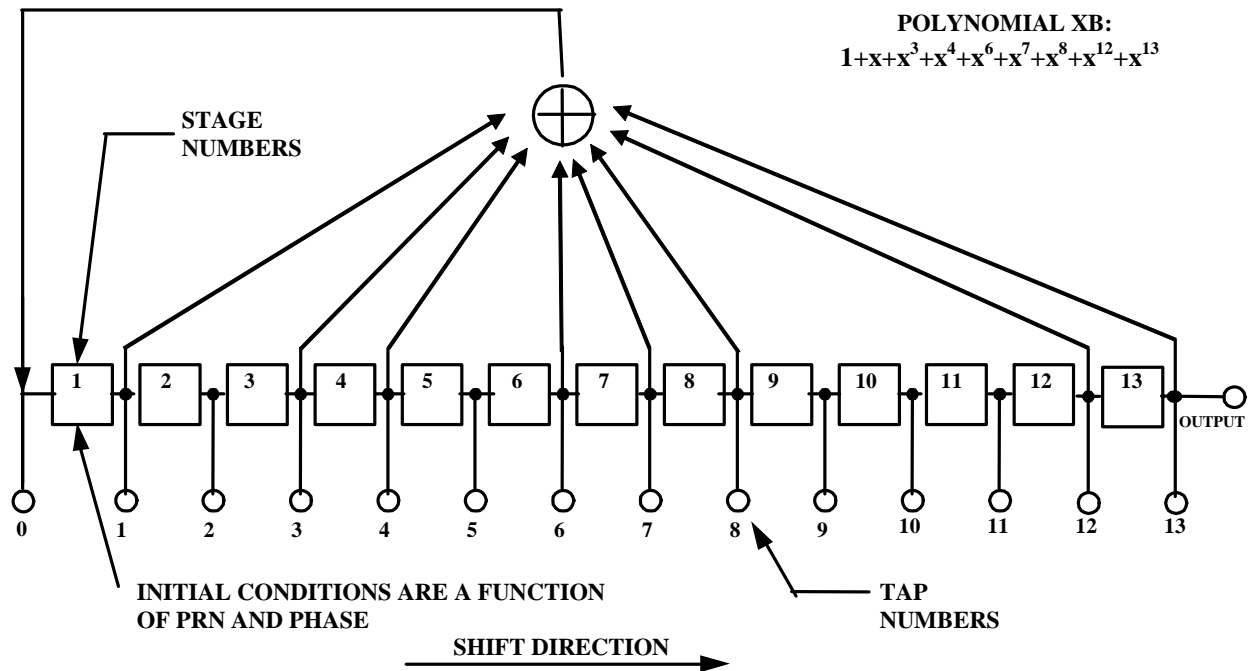 POLYNOMIAL XB:
1+x+x³+x⁴+x⁶+x⁷+x⁸+x¹²+x¹³
STAGE
NUMBERS
1 2 3 4 5 6 7 8 9 10 11 12 13
OUTPUT
0 1 2 3 4 5 6 7 8 9 10 11 12 13
INITIAL CONDITIONS ARE A FUNCTION
OF PRN AND PHASE
TAP
NUMBERS
SHIFT DIRECTION